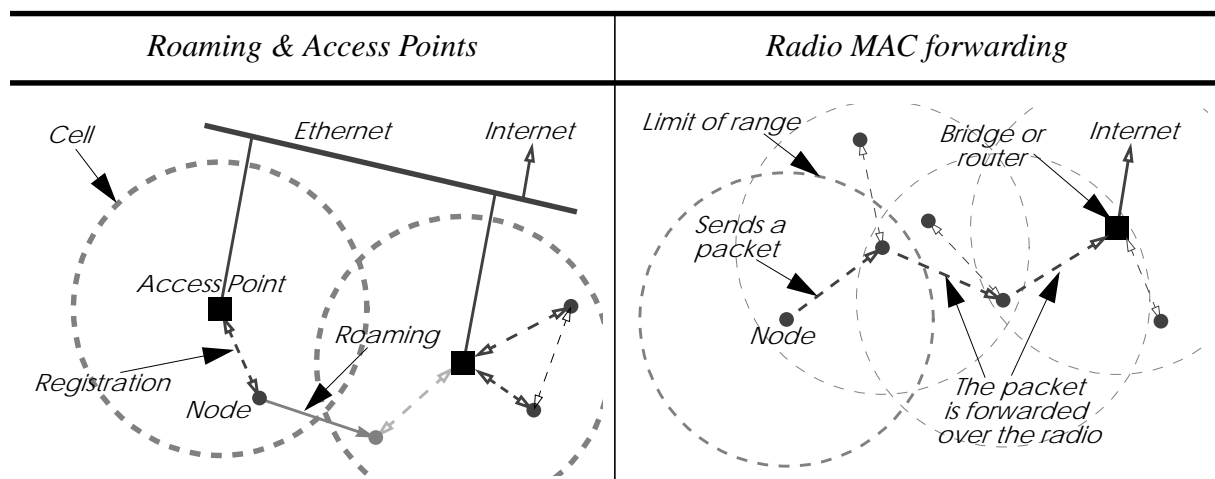 Roaming & Access Points
Radio MAC forwarding
Cell
Ethernet
Internet
Access Point
Roaming
Registration
Node
Limit of range
Bridge or
router
Internet
Sends a
packet
Node
The packet
is forwarded
over the radio